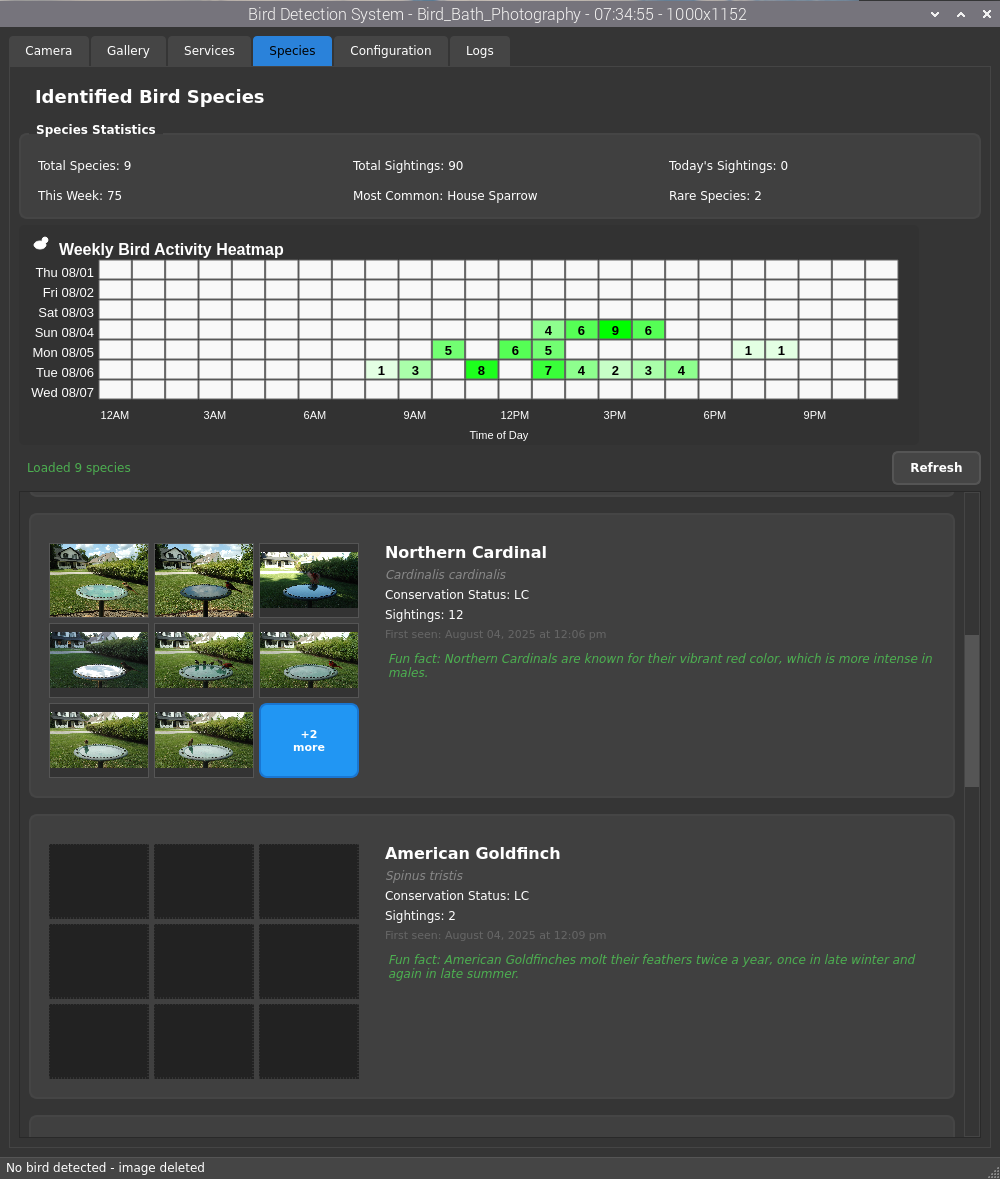 Bird Detection System - Bird_Bath_Photography - 07:34:55 - 1000x1152
Camera Gallery Services Species Configuration Logs
Identified Bird Species
Species Statistics
Total Species: 9 Total Sightings: 90 Today's Sightings: 0
This Week: 75 Most Common: House Sparrow Rare Species: 2
Weekly Bird Activity Heatmap
Thu 08/01
Fri 08/02
Sat 08/03
Sun 08/04 4 6 9 6
Mon 08/05 5 6 5 1 1
Tue 08/06 1 3 8 7 4 2 3 4
Wed 08/07
12AM 3AM 6AM 9AM 12PM 3PM 6PM 9PM
Time of Day
Loaded 9 species Refresh
Northern Cardinal
Cardinalis cardinalis
Conservation Status: LC
Sightings: 12
First seen: August 04, 2025 at 12:06 pm
Fun fact: Northern Cardinals are known for their vibrant red color, which is more intense in
males.
+2
more
American Goldfinch
Spinus tristis
Conservation Status: LC
Sightings: 2
First seen: August 04, 2025 at 12:09 pm
Fun fact: American Goldfinches molt their feathers twice a year, once in late winter and
again in late summer.
No bird detected - image deleted